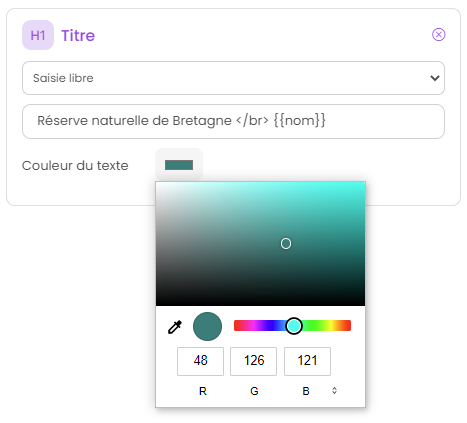 H1 Titre
Saisie libre
Réserve naturelle de Bretagne </br> {{nom}}
Couleur du texte
48 126 121
R G B